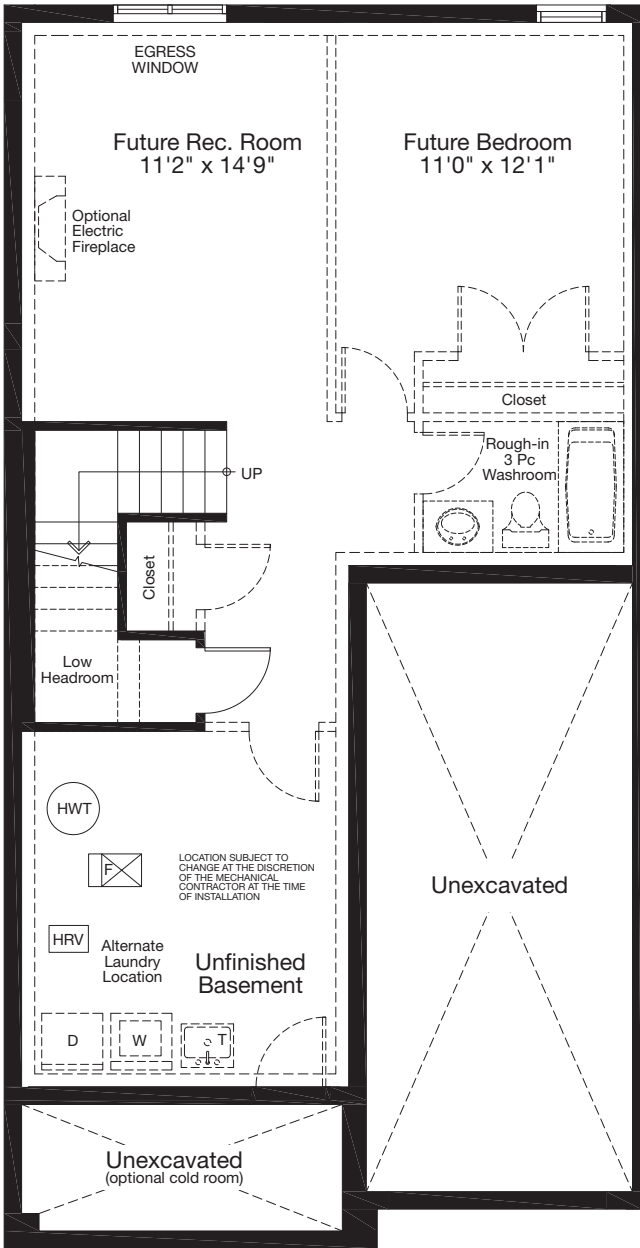 EGRESS
WINDOW
Future Rec. Room
11'2" x 14'9"
Future Bedroom
11'0" x 12'1"
Optional
Electric
Fireplace
Closet
Rough-in
3 Pc
Washroom
UP
Closet
Low
Headroom
HWT
F
LOCATION SUBJECT TO
CHANGE AT THE DISCRETION
OF THE MECHANICAL
CONTRACTOR AT THE TIME
OF INSTALLATION
Unexcavated
HRV
Alternate
Laundry
Location
Unfinished
Basement
D
W
T
Unexcavated
(optional cold room)